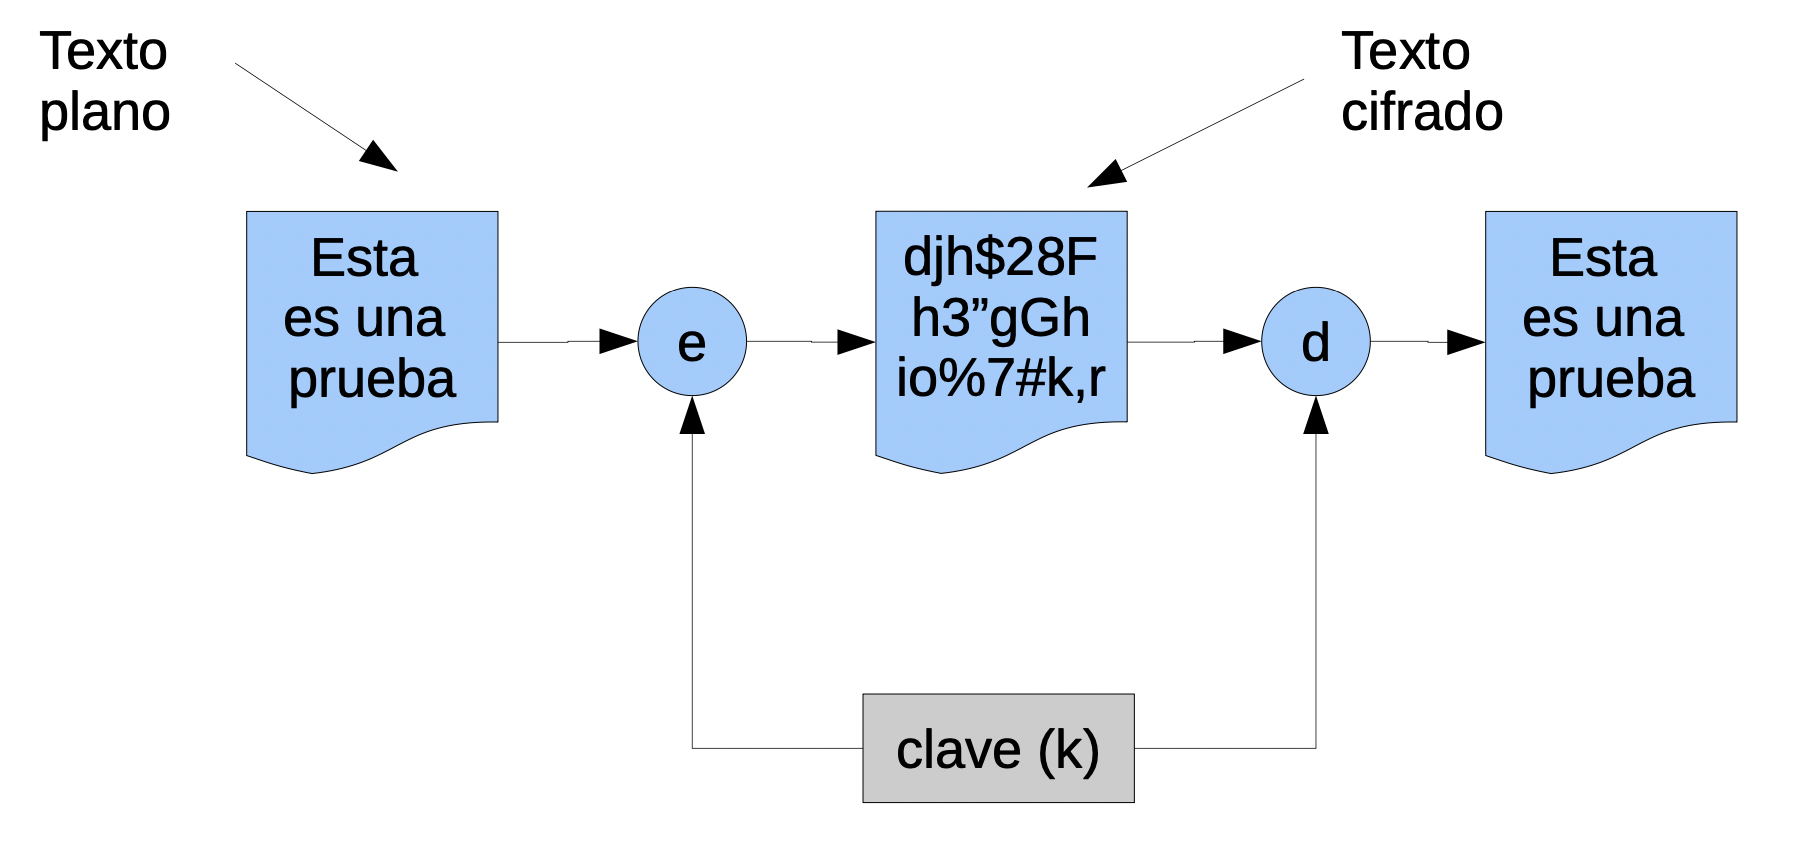 Texto
plano
Texto
cifrado
Esta
es una
prueba
e
djh$28F
h3”gGh
io%7#k,r
d
Esta
es una
prueba
clave (k)